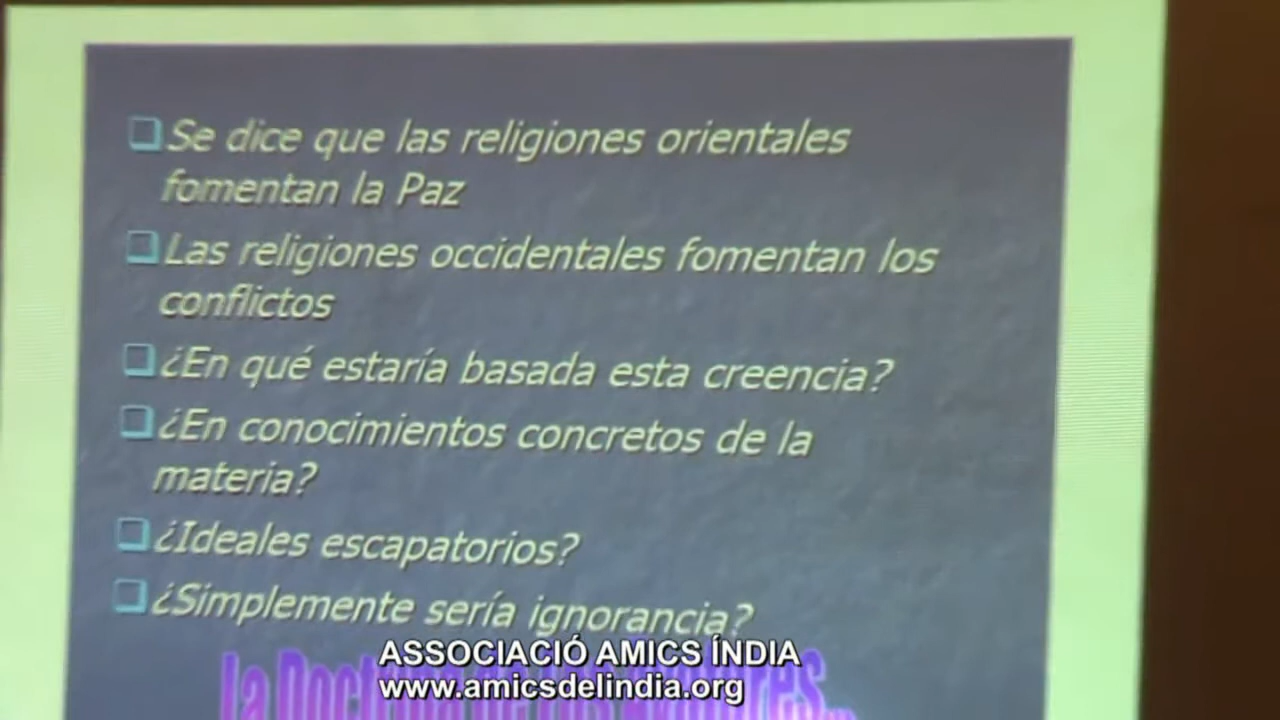 Se dice que las religiones orientales
fomentan la Paz
Las religiones occidentales fomentan los
conflictos
¿En qué estaría basada esta creencia?
¿En conocimientos concretos de la
materia?
¿Ideales escapatorios?
¿Simplemente sería ignorancia?
La
ASSOCIACIÓ AMICS ÍNDIA
www.amicsdelindia.org